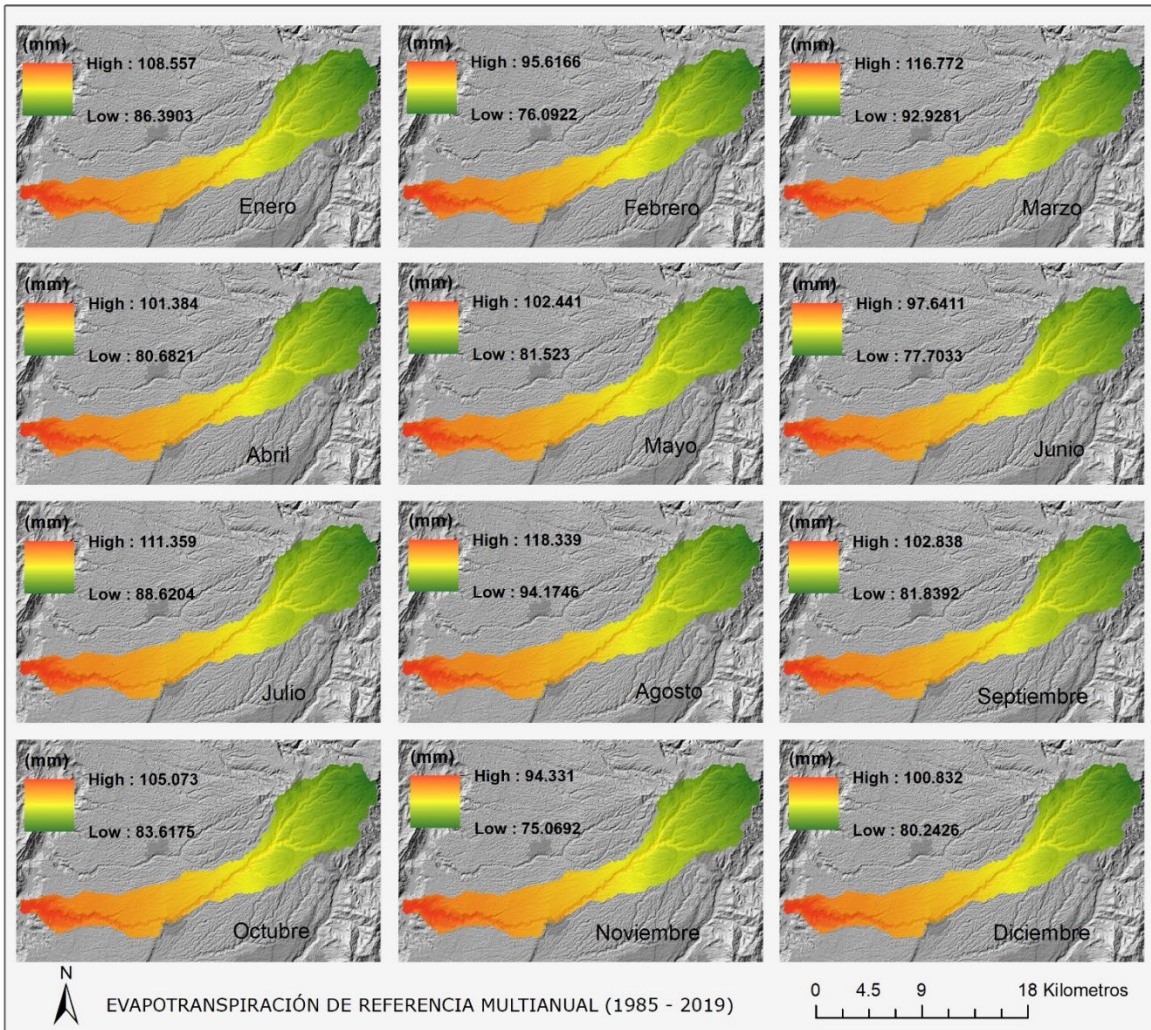 (mm)
High : 108.557
Low : 86.3903
Enero
(mm)
High : 95.6166
Low : 76.0922
Febrero
(mm)
High : 116.772
Low : 92.9281
Marzo
(mm)
High : 101.384
Low : 80.6821
Abril
(mm)
High : 102.441
Low : 81.523
Mayo
(mm)
High : 97.6411
Low : 77.7033
Junio
(mm)
High : 111.359
Low : 88.6204
Julio
(mm)
High : 118.339
Low : 94.1746
Agosto
(mm)
High : 102.838
Low : 81.8392
Septiembre
(mm)
High : 105.073
Low : 83.6175
Octubre
(mm)
High : 94.331
Low : 75.0692
Noviembre
(mm)
High : 100.832
Low : 80.2426
Diciembre
N
EVAPOTRANSPIRACIÓN DE REFERENCIA MULTIANUAL (1985 - 2019)
0 4.5 9 18 Kilometros